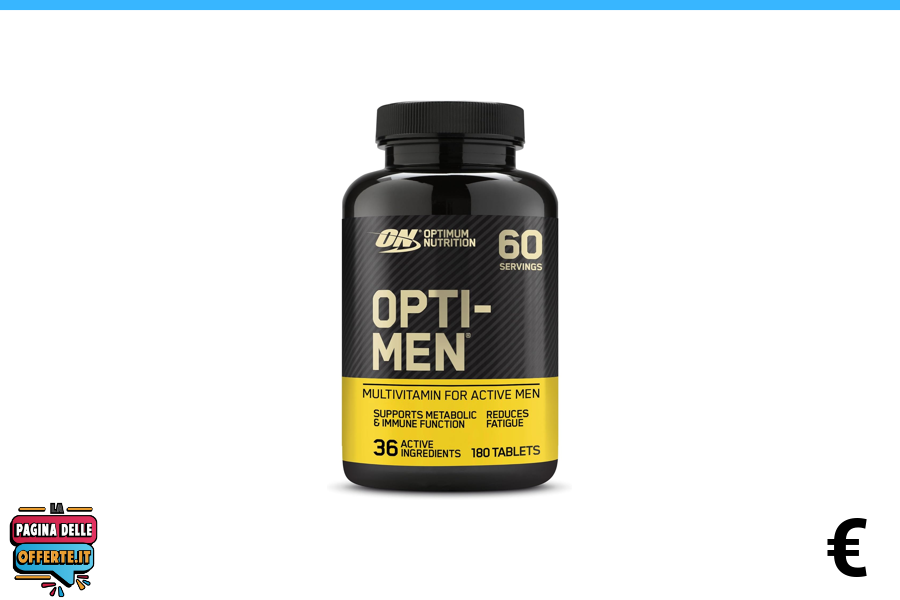 ON® OPTIMUM
NUTRITION
60
SERVINGS
OPTI-
MEN®
MULTIVITAMIN FOR ACTIVE MEN
SUPPORTS METABOLIC
& IMMUNE FUNCTION
REDUCES
FATIGUE
36 ACTIVE
INGREDIENTS
180 TABLETS
LA
PAGINA DELLE
OFFERTE.IT
€